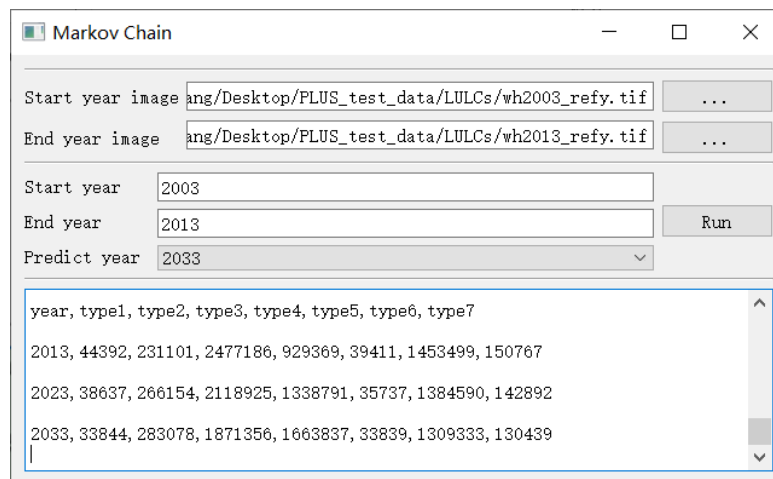 Markov Chain
Start year image ang/Desktop/PLUS_test_data/LULCs/wh2003_refy.tif ...
End year image ang/Desktop/PLUS_test_data/LULCs/wh2013_refy.tif ...
Start year 2003
End year 2013 Run
Predict year 2033
year, type1, type2, type3, type4, type5, type6, type7
2013, 44392, 231101, 2477186, 929369, 39411, 1453499, 150767
2023, 38637, 266154, 2118925, 1338791, 35737, 1384590, 142892
2033, 33844, 283078, 1871356, 1663837, 33839, 1309333, 130439